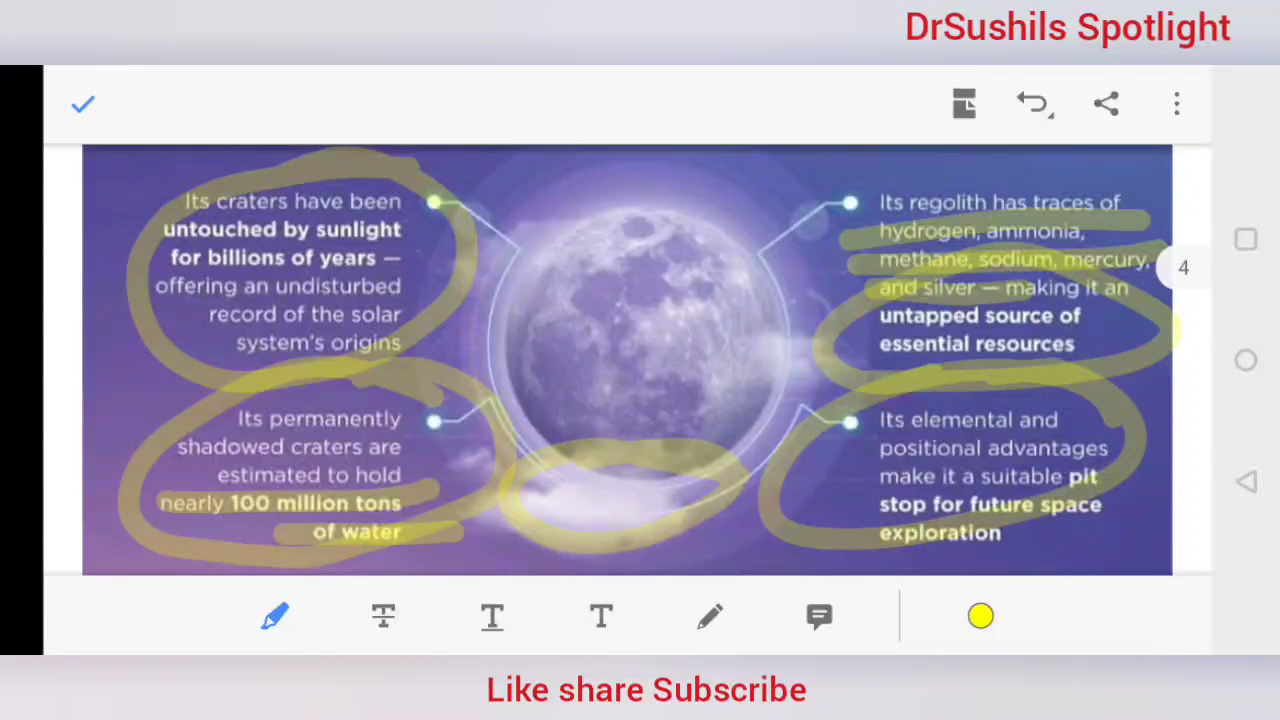 DrSushils Spotlight
Its craters have been
untouched by sunlight
for billions of years —
offering an undisturbed
record of the solar
system's origins
Its regolith has traces of
hydrogen, ammonia,
methane, sodium, mercury,
and silver — making it an
untapped source of
essential resources
4
Its permanently
shadowed craters are
estimated to hold
nearly 100 million tons
of water
Its elemental and
positional advantages
make it a suitable pit
stop for future space
exploration
Like share Subscribe